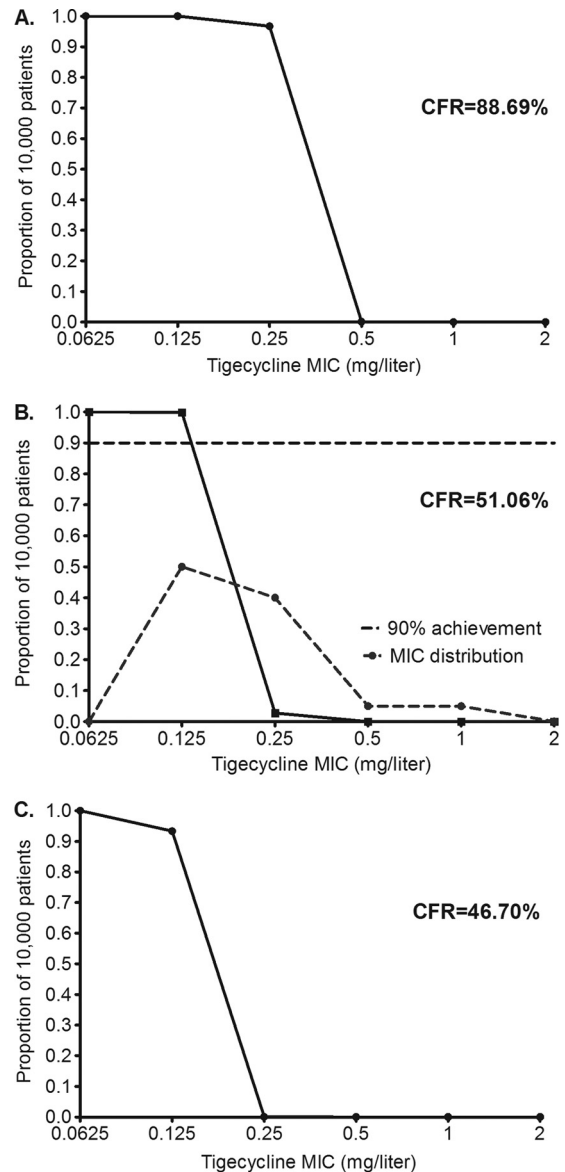 A.
Proportion of 10,000 patients
1.0
0.9
0.8
0.7
0.6
0.5
0.4
0.3
0.2
0.1
0.0
CFR=88.69%
0.0625 0.125 0.25 0.5 1 2
Tigecycline MIC (mg/liter)
B.
Proportion of 10,000 patients
1.0
0.9
0.8
0.7
0.6
0.5
0.4
0.3
0.2
0.1
0.0
CFR=51.06%
90% achievement
MIC distribution
0.0625 0.125 0.25 0.5 1 2
Tigecycline MIC (mg/liter)
C.
Proportion of 10,000 patients
1.0
0.9
0.8
0.7
0.6
0.5
0.4
0.3
0.2
0.1
0.0
CFR=46.70%
0.0625 0.125 0.25 0.5 1 2
Tigecycline MIC (mg/liter)